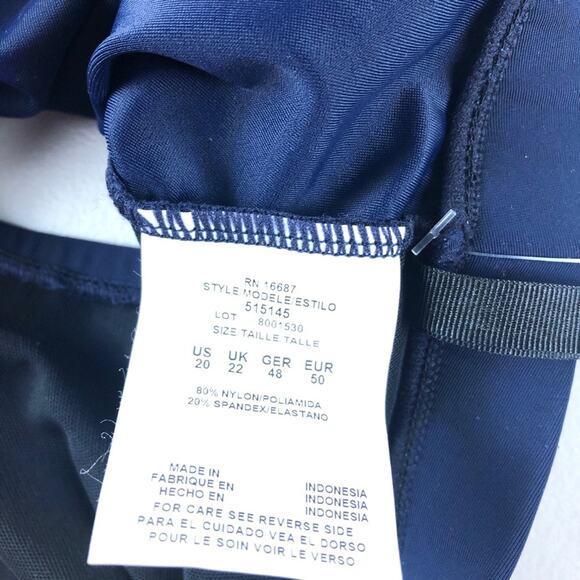 RN 16687
STYLE/MODELE/ESTILO
515145
LOT 8001530
SIZE TAILLE/TALLE
US UK GER EUR
20 22 48 50
80% NYLON/POLIAMIDA
20% SPANDEX/ELASTANO
MADE IN INDONESIA
FABRIQUE EN INDONESIA
HECHO EN INDONESIA
FOR CARE SEE REVERSE SIDE
PARA EL CUIDADO VEA EL DORSO
POUR LE SOIN VOIR LE VERSO